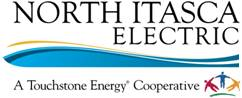 NORTH ITASCA
ELECTRIC
A Touchstone Energy® Cooperative